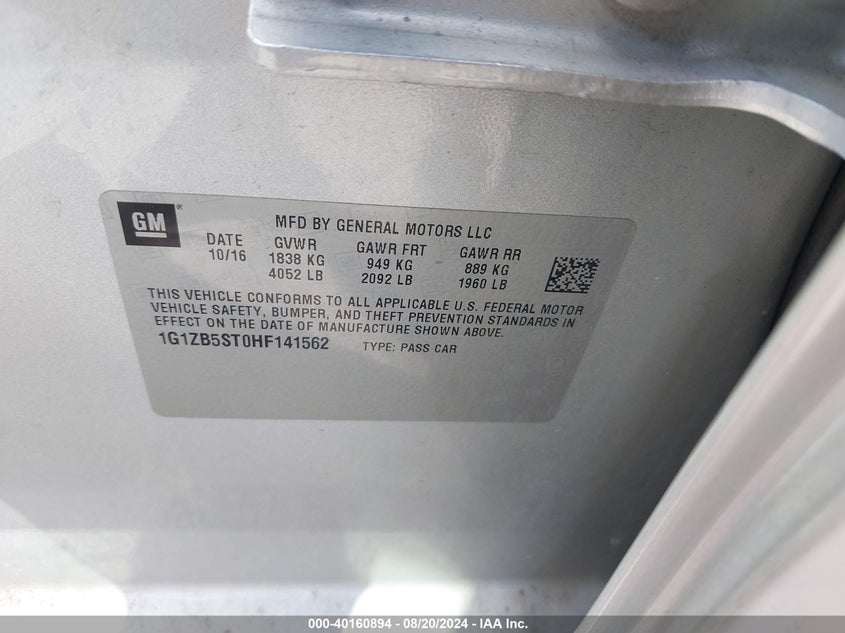 GM ®
MFD BY GENERAL MOTORS LLC
DATE GVWR GAWR FRT GAWR RR
10/16 1838 KG 949 KG 889 KG
4052 LB 2092 LB 1960 LB
THIS VEHICLE CONFORMS TO ALL APPLICABLE U.S. FEDERAL MOTOR
VEHICLE SAFETY, BUMPER, AND THEFT PREVENTION STANDARDS IN
EFFECT ON THE DATE OF MANUFACTURE SHOWN ABOVE.
1G1ZB5ST0HF141562 TYPE: PASS CAR
000-40160894 - 08/20/2024 - IAA, Inc.